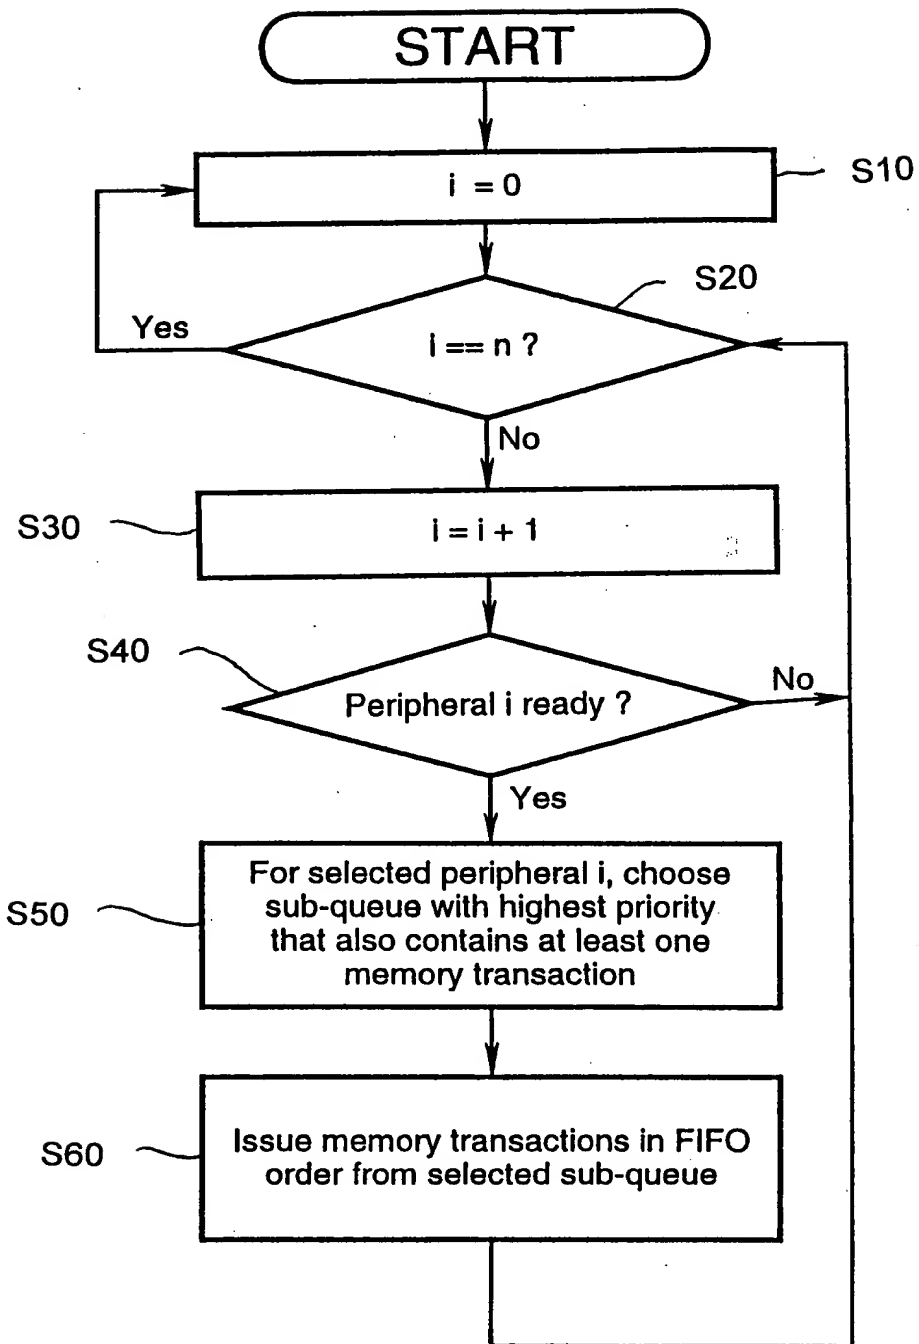 START
i = 0
S10
S20
Yes
i == n ?
No
S30
i = i + 1
S40
Peripheral i ready ?
No
Yes
S50
For selected peripheral i, choose
sub-queue with highest priority
that also contains at least one
memory transaction
S60
Issue memory transactions in FIFO
order from selected sub-queue